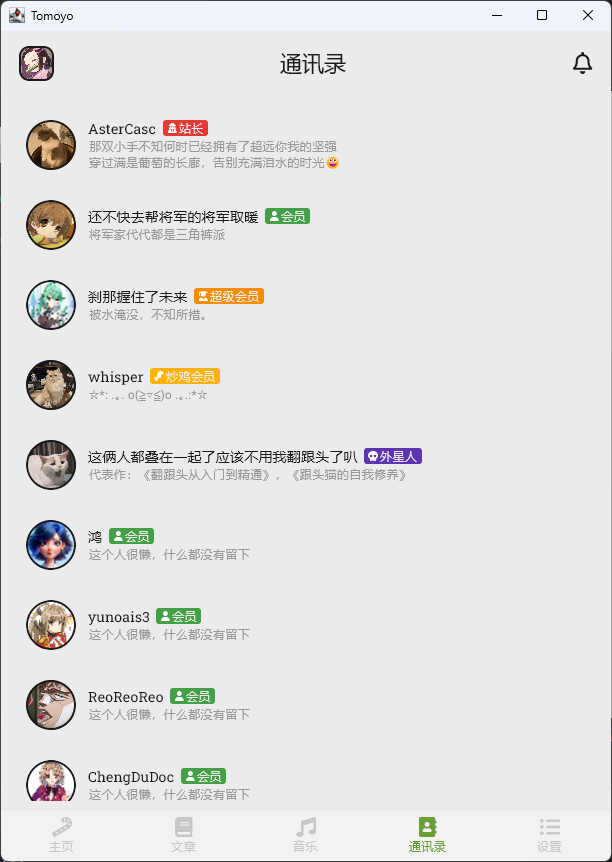 Tomoyo
通讯录
AsterCasc 站长
那双小手不知何时已经拥有了超远你我的坚强
穿过满是葡萄的长廊，告别充满泪水的时光😀
还不快去帮将军的将军取暖 会员
将军家代代都是三角裤派
刹那握住了未来 超级会员
被水淹没，不知所措。
whisper 炒鸡会员
☆*: .｡. o(≧▽≦)o .｡.:*☆
这俩人都叠在一起了应该不用我翻跟头了叭 外星人
代表作：《翻跟头从入门到精通》，《跟头猫的自我修养》
鸿 会员
这个人很懒，什么都没有留下
yunoais3 会员
这个人很懒，什么都没有留下
ReoReoReo 会员
这个人很懒，什么都没有留下
ChengDuDoc 会员
这个人很懒，什么都没有留下
主页 文章 音乐 通讯录 设置